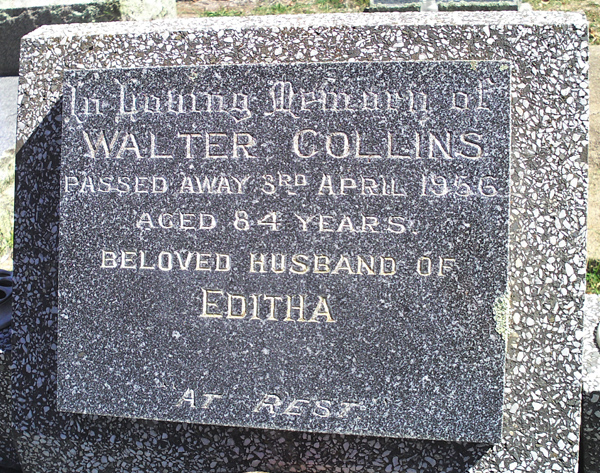 In Loving Memory of
WALTER COLLINS
PASSED AWAY 3RD APRIL 1956
AGED 84 YEARS
BELOVED HUSBAND OF
EDITHA
AT REST